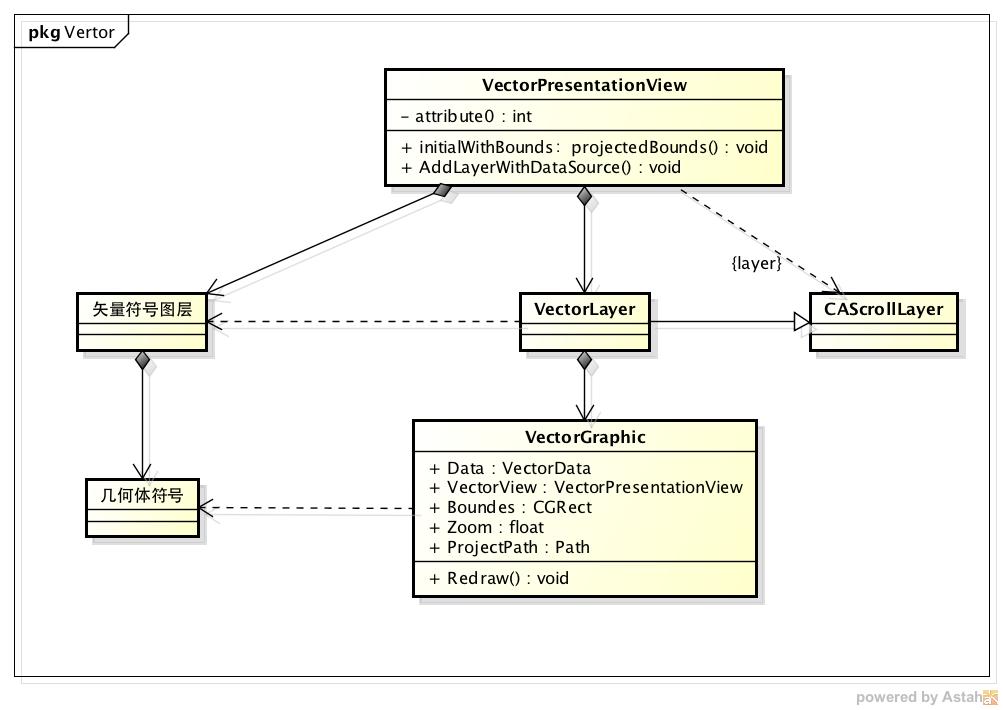 pkg Vertor
VectorPresentationView
- attribute0 : int
+ initialWithBounds：projectedBounds() : void
+ AddLayerWithDataSource() : void
{layer}
矢量符号图层
VectorLayer
CAScrollLayer
VectorGraphic
+ Data : VectorData
+ VectorView : VectorPresentationView
+ Boundes : CGRect
+ Zoom : float
+ ProjectPath : Path
+ Redraw() : void
几何体符号
powered by Astah